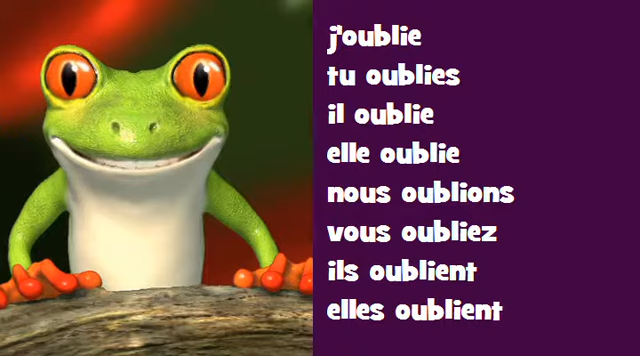 j'oublie
tu oublies
il oublie
elle oublie
nous oublions
vous oubliez
ils oublient
elles oublient